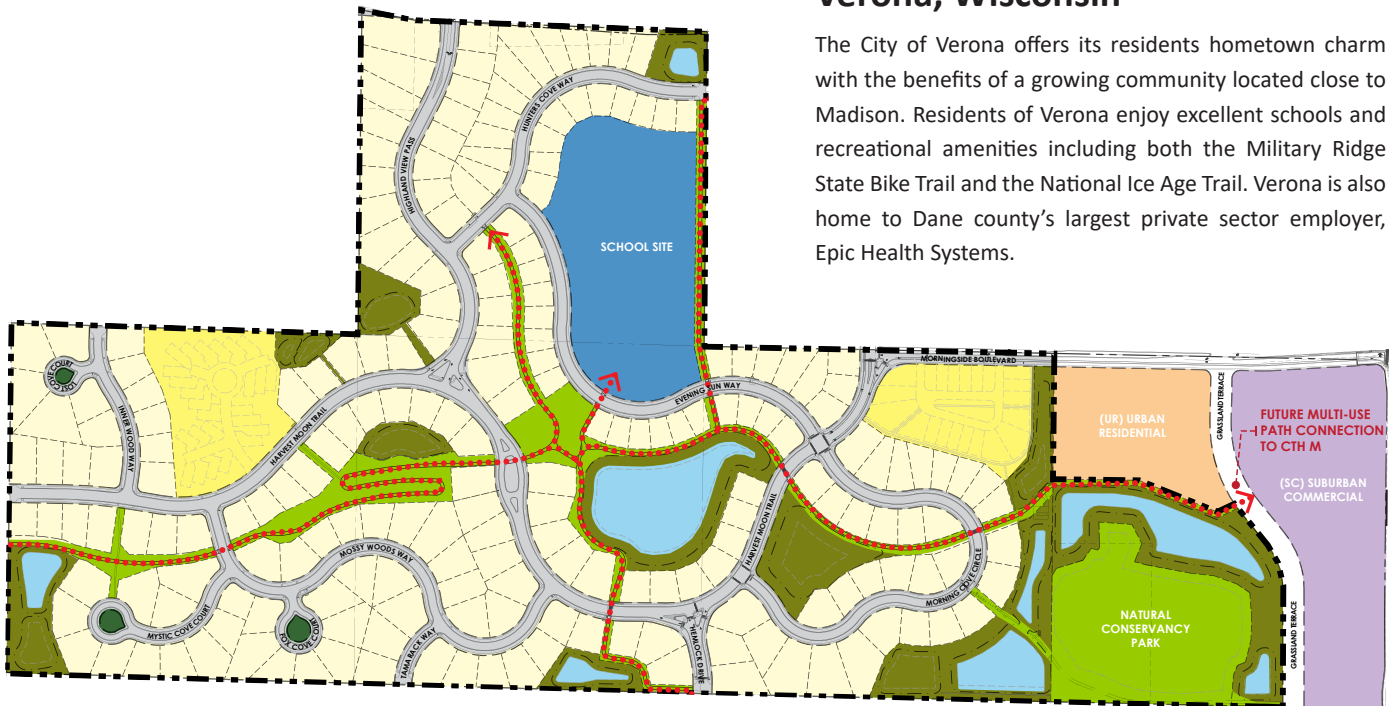 Verona, Wisconsin
The City of Verona offers its residents hometown charm
with the benefits of a growing community located close to
Madison. Residents of Verona enjoy excellent schools and
recreational amenities including both the Military Ridge
State Bike Trail and the National Ice Age Trail. Verona is also
home to Dane county's largest private sector employer,
Epic Health Systems.
HIGHLAND VIEW PASS
HUNTERS COVE WAY
SCHOOL SITE
LOST COVE COURT
INNER WOOD WAY
HARVEST MOON TRAIL
EVENING SUN WAY
MORNINGSIDE BOULEVARD
(UR) URBAN
RESIDENTIAL
GRASSLAND TERRACE
FUTURE MULTI-USE
PATH CONNECTION
TO CTH M
(SC) SUBURBAN
COMMERCIAL
HARVEST MOON TRAIL
MOSSY WOODS WAY
MYSTIC COVE COURT
FOX COVE COURT
TAMARACK WAY
HEMLOCK DRIVE
MORNING COVE CIRCLE
NATURAL
CONSERVANCY
PARK
GRASSLAND TERRACE